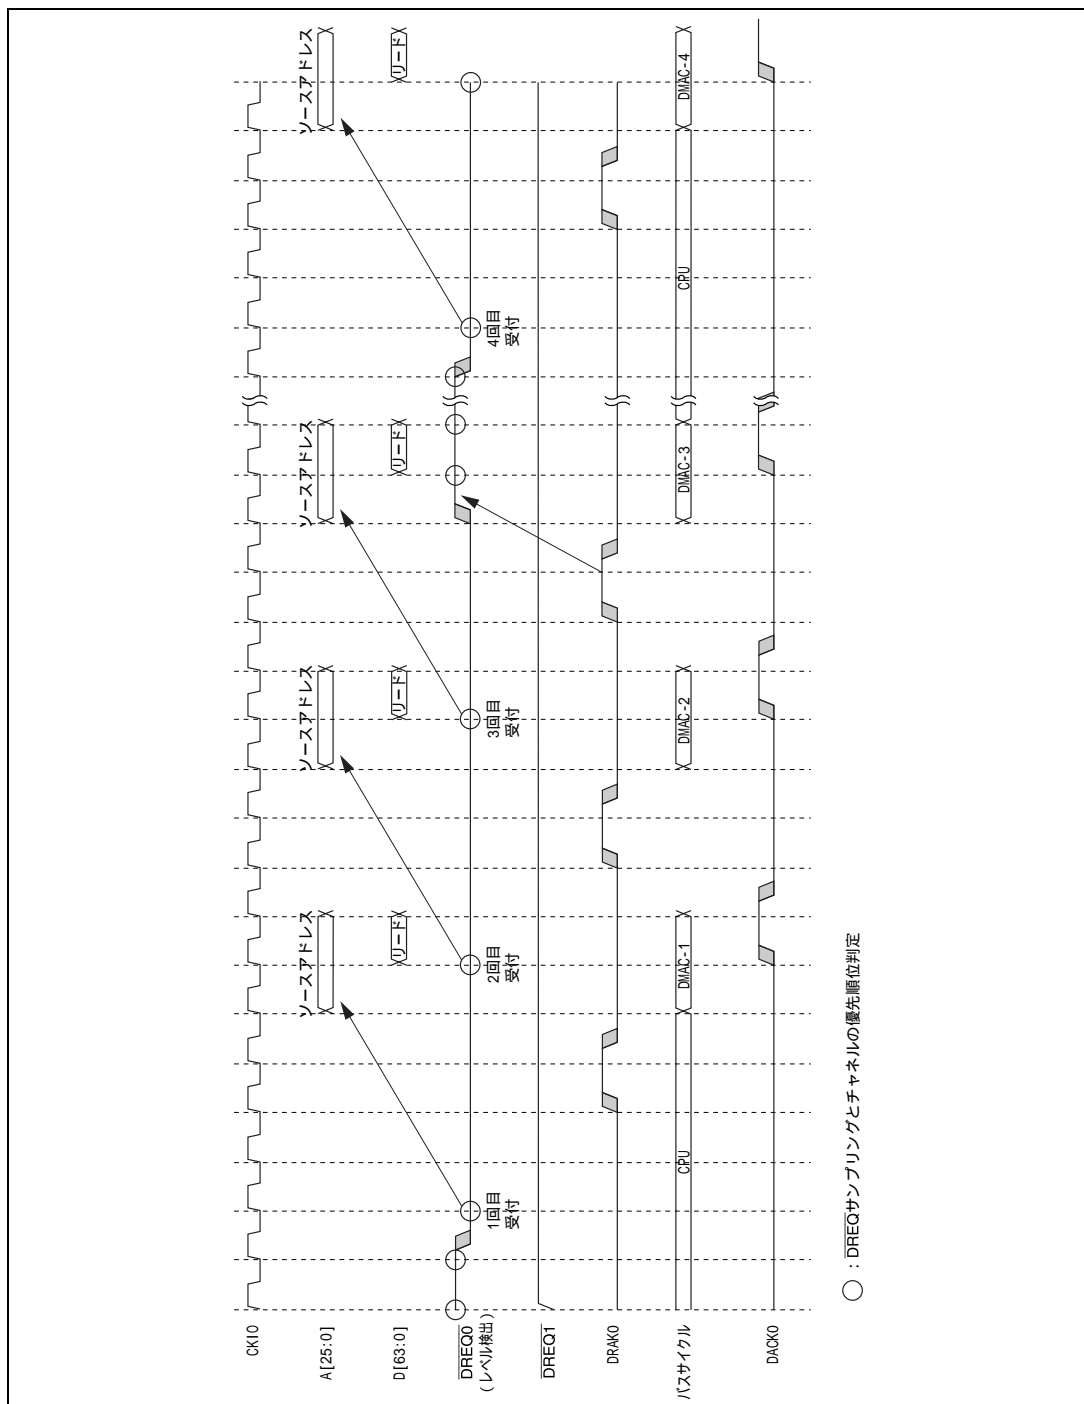 CKIO
A[25:0]
ソースアドレス
ソースアドレス
ソースアドレス
ソースアドレス
D[63:0]
リード
リード
リード
リード
DREQ0
(レベル検出)
1回目
受付
2回目
受付
3回目
受付
4回目
受付
DREQ1
DRAK0
バスサイクル
CPU
DMAC-1
DMAC-2
DMAC-3
CPU
DMAC-4
DACK0
○ : DREQサンプリングとチャネルの優先順位判定